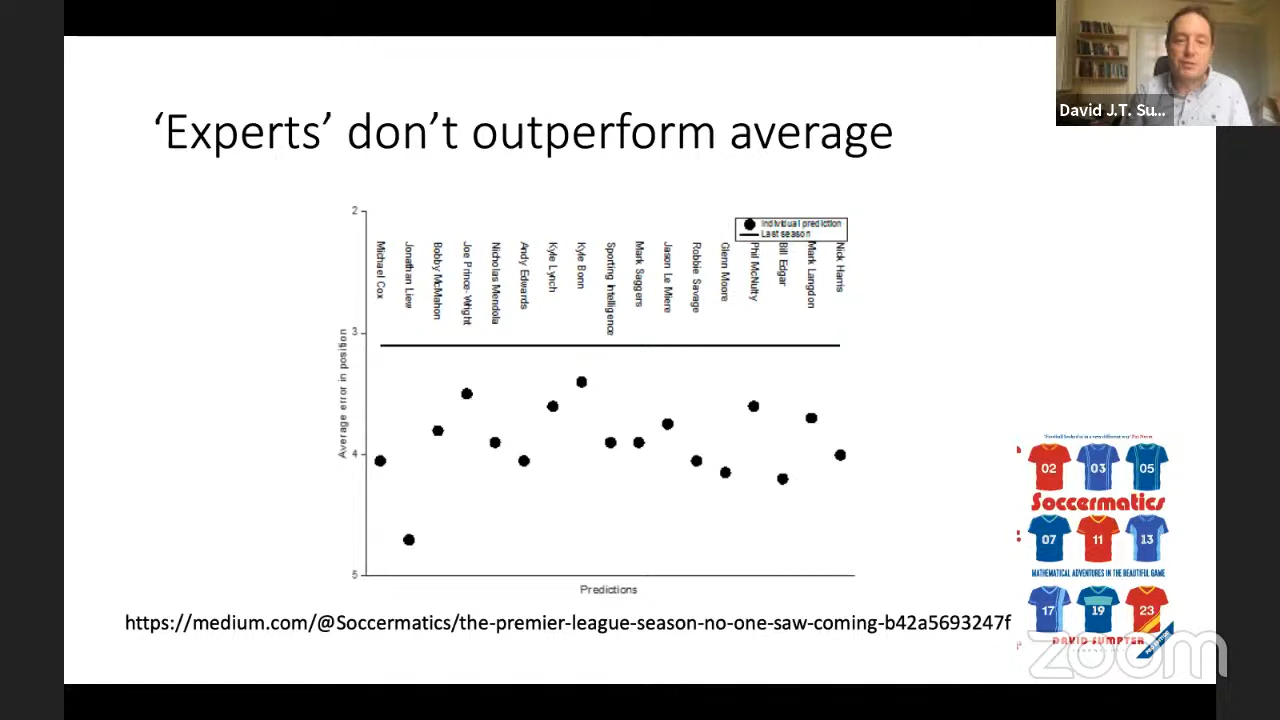 David J.T. Su...
‘Experts’ don’t outperform average
Individual prediction
Last season
2
3
4
5
Average error in position
Michael Cox
Jonathan Liew
Bobby McMahon
Joe Prince-Wright
Nicholas Mendola
Andy Edwards
Kyle Lynch
Kyle Bonn
Sporting Intelligence
Mark Saggers
Jason Le Miere
Robbie Savage
Glenn Moore
Phil McNulty
Bill Edgar
Mark Langdon
Nick Harris
Predictions
https://medium.com/@Soccermatics/the-premier-league-season-no-one-saw-coming-b42a5693247f
02 03 05
Soccermatics
07 11 13
MATHEMATICAL ADVENTURES IN THE BEAUTIFUL GAME
17 19 23
DAVID SUMPTER
zoom